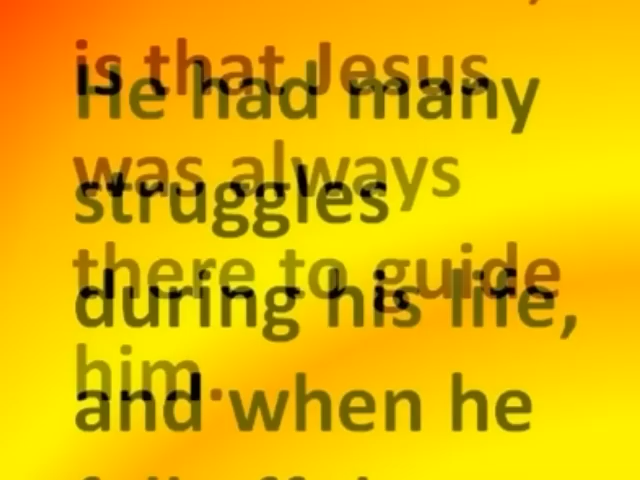 is that Jesus
He had many
was always
struggles
there to guide
during his life,
him.
and when he